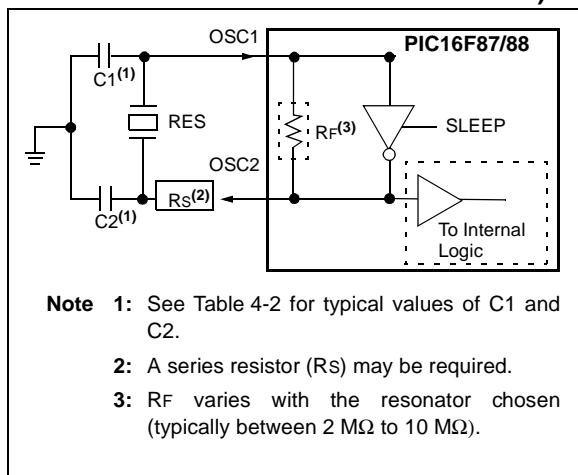 OSC1
PIC16F87/88
C1(1)
RES
RF(3)
SLEEP
OSC2
C2(1)
RS(2)
To Internal
Logic
Note 1: See Table 4-2 for typical values of C1 and
C2.
2: A series resistor (RS) may be required.
3: RF varies with the resonator chosen
(typically between 2 MΩ to 10 MΩ).